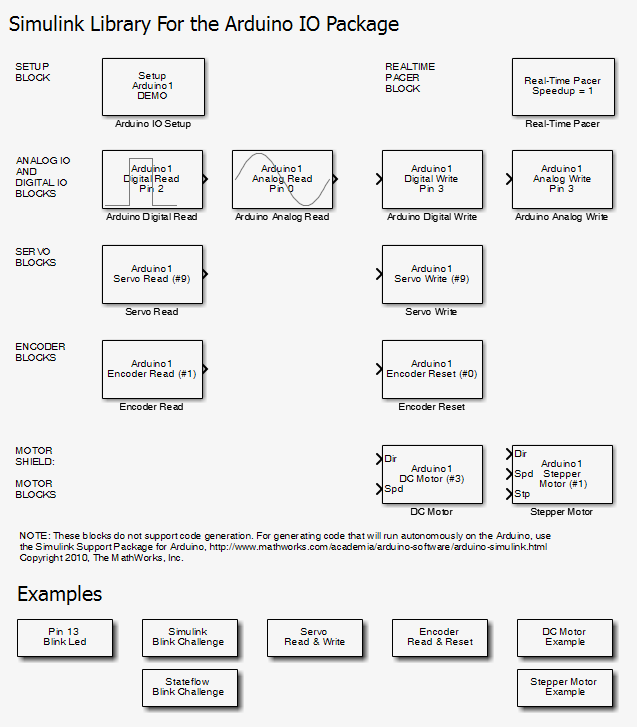 Simulink Library For the Arduino IO Package
SETUP
BLOCK
Setup
Arduino1
DEMO
Arduino IO Setup
REALTIME
PACER
BLOCK
Real-Time Pacer
Speedup = 1
Real-Time Pacer
ANALOG IO
AND
DIGITAL IO
BLOCKS
Arduino1
Digital Read
Pin 2
Arduino Digital Read
Arduino1
Analog Read
Pin 0
Arduino Analog Read
Arduino1
Digital Write
Pin 3
Arduino Digital Write
Arduino1
Analog Write
Pin 3
Arduino Analog Write
SERVO
BLOCKS
Arduino1
Servo Read (#9)
Servo Read
Arduino1
Servo Write (#9)
Servo Write
ENCODER
BLOCKS
Arduino1
Encoder Read (#1)
Encoder Read
Arduino1
Encoder Reset (#0)
Encoder Reset
MOTOR
SHIELD:
MOTOR
BLOCKS
Dir
Spd
Arduino1
DC Motor (#3)
DC Motor
Dir
Spd
Stp
Arduino1
Stepper
Motor (#1)
Stepper Motor
NOTE: These blocks do not support code generation. For generating code that will run autonomously on the Arduino, use
the Simulink Support Package for Arduino, http://www.mathworks.com/academia/arduino-software/arduino-simulink.html
Copyright 2010, The MathWorks, Inc.
Examples
Pin 13
Blink Led
Simulink
Blink Challenge
Servo
Read & Write
Encoder
Read & Reset
DC Motor
Example
Stateflow
Blink Challenge
Stepper Motor
Example